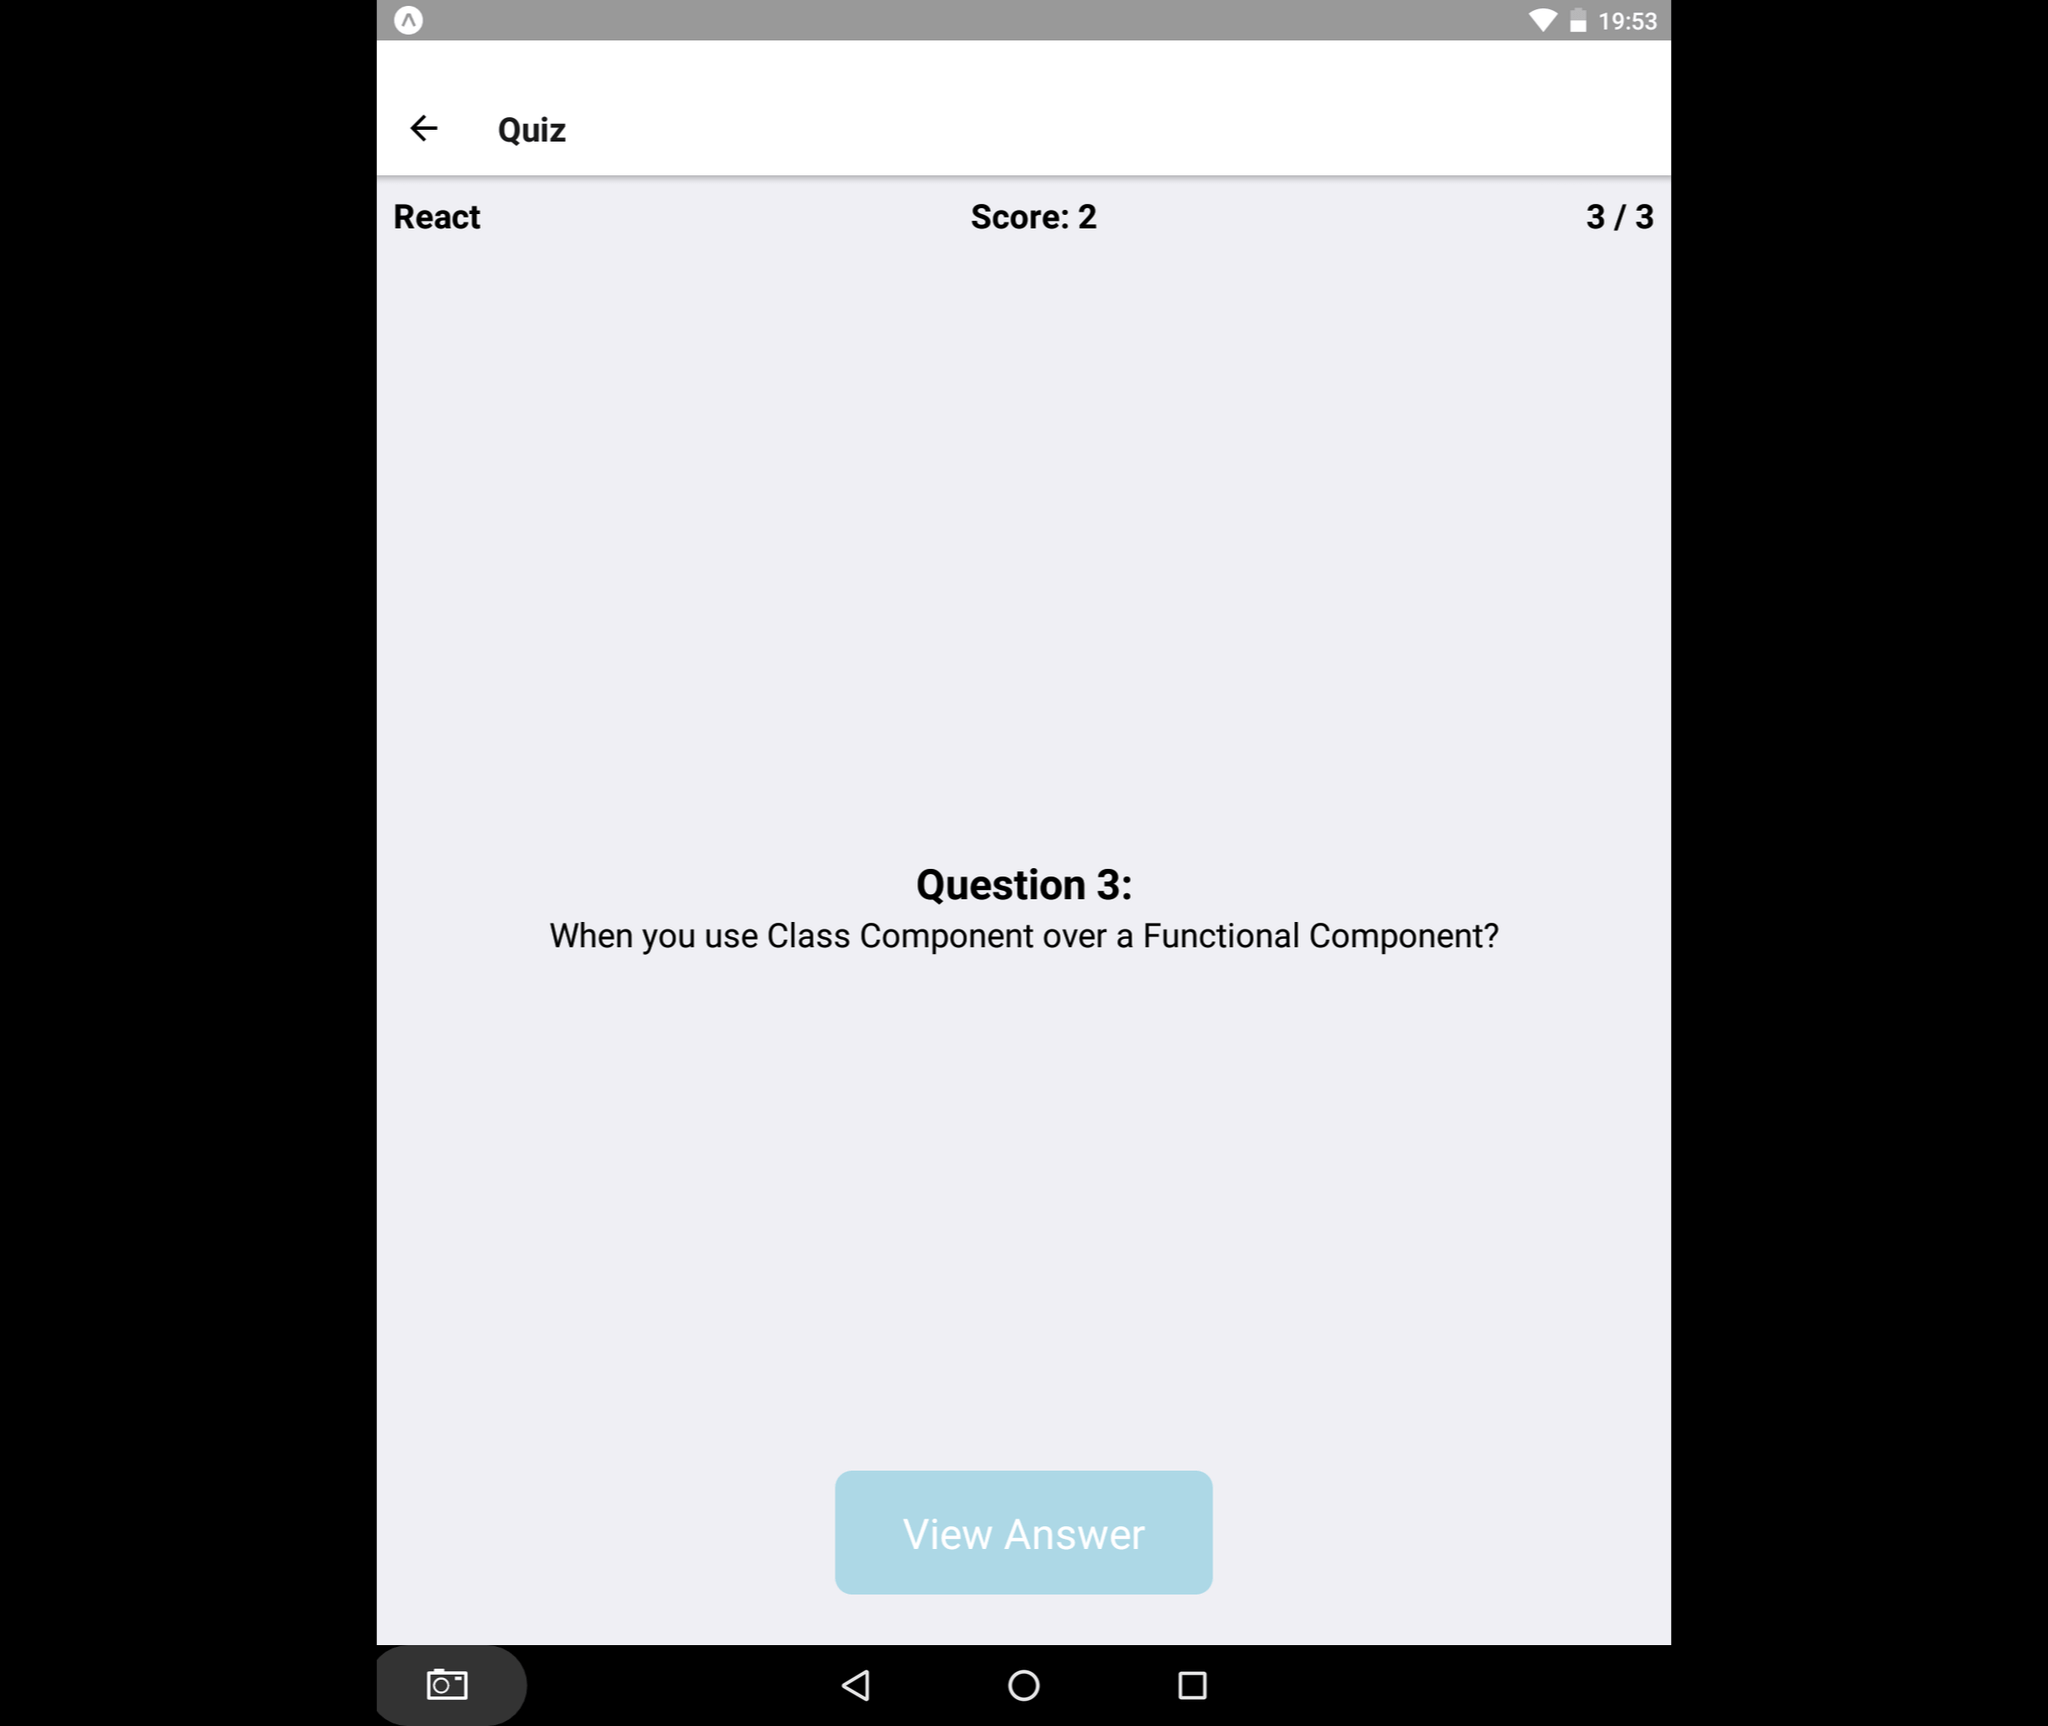 19:53
Quiz
React
Score: 2
3 / 3
Question 3:
When you use Class Component over a Functional Component?
View Answer